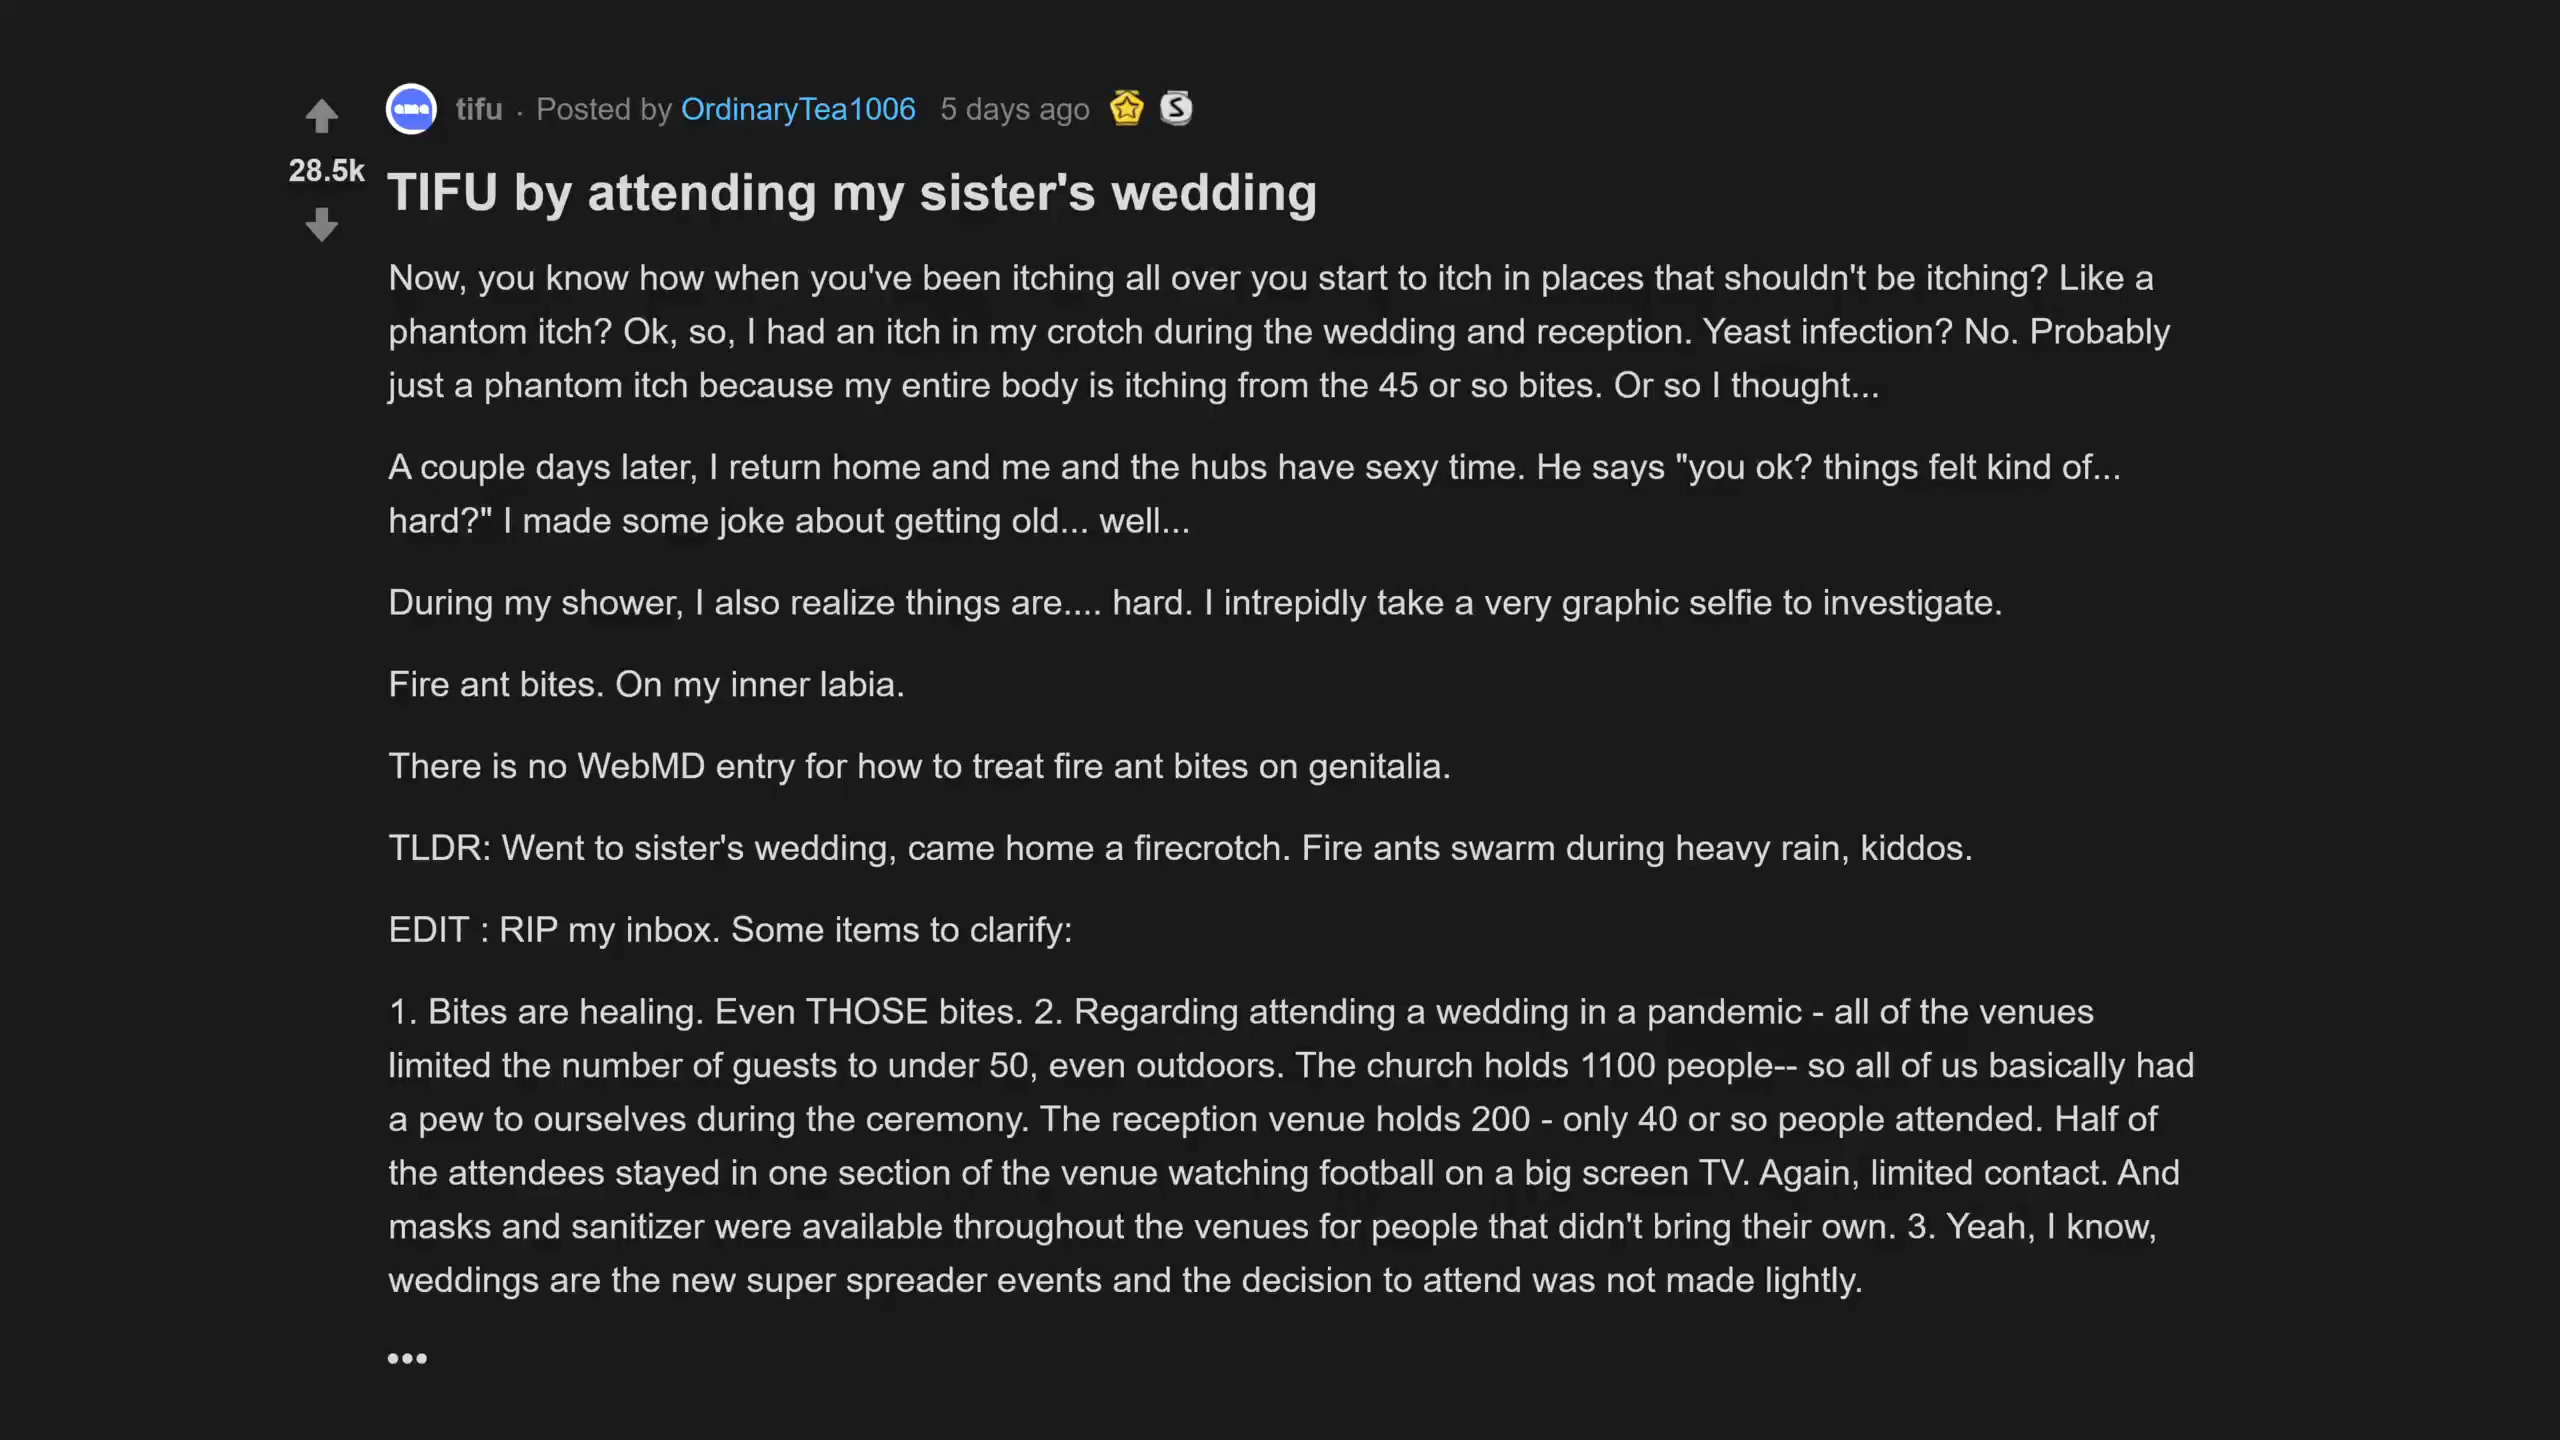 ama tifu · Posted by OrdinaryTea1006 5 days ago S
28.5k
TIFU by attending my sister's wedding
Now, you know how when you've been itching all over you start to itch in places that shouldn't be itching? Like a
phantom itch? Ok, so, I had an itch in my crotch during the wedding and reception. Yeast infection? No. Probably
just a phantom itch because my entire body is itching from the 45 or so bites. Or so I thought...
A couple days later, I return home and me and the hubs have sexy time. He says "you ok? things felt kind of...
hard?" I made some joke about getting old... well...
During my shower, I also realize things are.... hard. I intrepidly take a very graphic selfie to investigate.
Fire ant bites. On my inner labia.
There is no WebMD entry for how to treat fire ant bites on genitalia.
TLDR: Went to sister's wedding, came home a firecrotch. Fire ants swarm during heavy rain, kiddos.
EDIT : RIP my inbox. Some items to clarify:
1. Bites are healing. Even THOSE bites. 2. Regarding attending a wedding in a pandemic - all of the venues
limited the number of guests to under 50, even outdoors. The church holds 1100 people-- so all of us basically had
a pew to ourselves during the ceremony. The reception venue holds 200 - only 40 or so people attended. Half of
the attendees stayed in one section of the venue watching football on a big screen TV. Again, limited contact. And
masks and sanitizer were available throughout the venues for people that didn't bring their own. 3. Yeah, I know,
weddings are the new super spreader events and the decision to attend was not made lightly.
•••